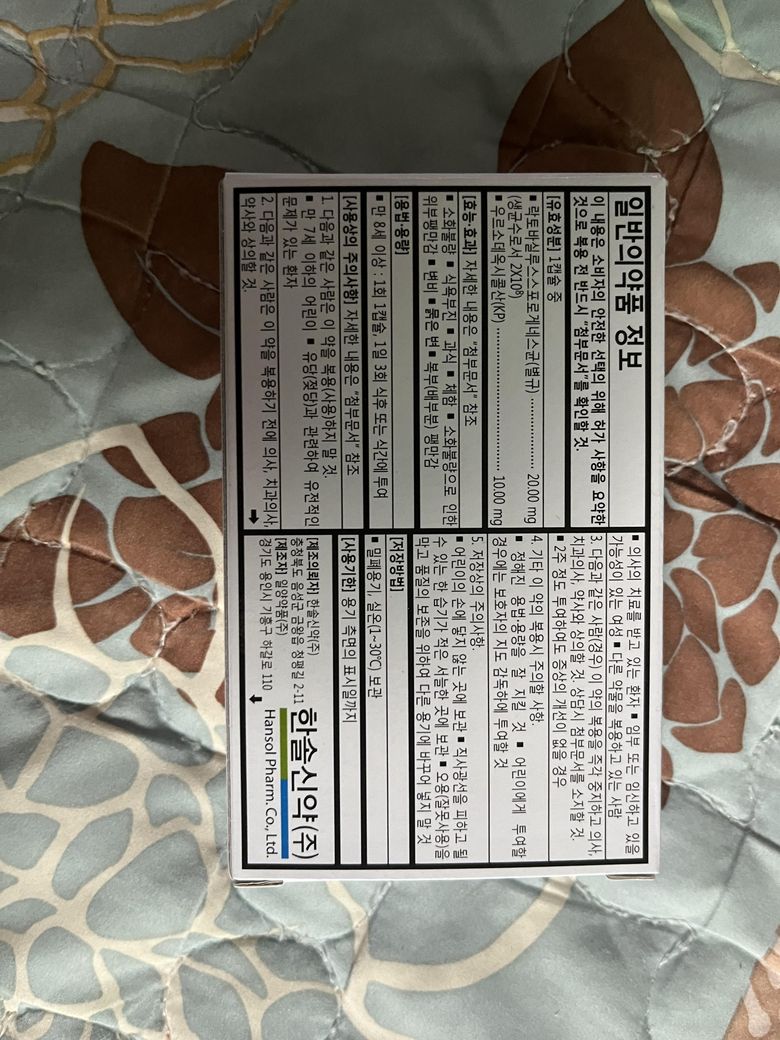 일반의약품 정보
이 내용은 소비자의 안전한 선택의 위해 허가 사항을 요약한
것으로 복용 전 반드시 “첨부문서”를 확인할 것.
[유효성분] 1캡슐 중
▪ 락토바실루스스포로게네스균(별규) ················ 20.00 mg
(생균수로서 2X10⁸)
▪ 우르소데옥시콜산(KP) ································ 10.00 mg
[효능·효과] 자세한 내용은 “첨부문서” 참조
▪ 소화불량 ▪ 식욕부진 ▪ 과식 ▪ 체함 ▪ 소화불량으로 인한
위부팽만감 ▪ 변비 ▪ 묽은 변 ▪ 복부(배부분) 팽만감
[용법·용량]
▪ 만 8세 이상 : 1회 1캡슐, 1일 3회 식후 또는 식간에 투여
[사용상의 주의사항] 자세한 내용은 “첨부문서” 참조
1. 다음과 같은 사람은 이 약을 복용(사용)하지 말 것.
▪ 만 7세 이하의 어린이 ▪ 유당(젖당)과 관련하여 유전적인
문제가 있는 환자
2. 다음과 같은 사람은 이 약을 복용하기 전에 의사, 치과의사,
약사와 상의할 것.
▪ 의사의 치료를 받고 있는 환자 ▪ 임부 또는 임신하고 있을
가능성이 있는 여성 ▪ 다른 약물을 복용하고 있는 사람
3. 다음과 같은 사람(경우) 이 약의 복용을 즉각 중지하고 의사,
치과의사, 약사와 상의할 것. 상담시 첨부문서를 소지할 것.
▪ 2주 정도 투여하여도 증상의 개선이 없을 경우
4. 기타 이 약의 복용시 주의할 사항.
▪ 정해진 용법·용량을 잘 지킬 것 ▪ 어린이에게 투여할
경우에는 보호자의 지도 감독하에 투여할 것
5. 저장상의 주의사항
▪ 어린이의 손에 닿지 않는 곳에 보관 ▪ 직사광선을 피하고 될
수 있는 한 습기가 적은 서늘한 곳에 보관 ▪ 오용(잘못사용)을
막고 품질의 보존을 위하여 다른 용기에 바꾸어 넣지 말 것
[저장방법]
▪ 밀폐용기, 실온(1~30℃) 보관
[사용기한] 용기 측면의 표시일까지
[제조의뢰자] 한솔신약(주)
충청북도 음성군 금왕읍 청평길 2-11
[제조자] 일양약품(주)
경기도 용인시 기흥구 하갈로 110
한솔신약(주)
Hansol Pharm. Co., Ltd.